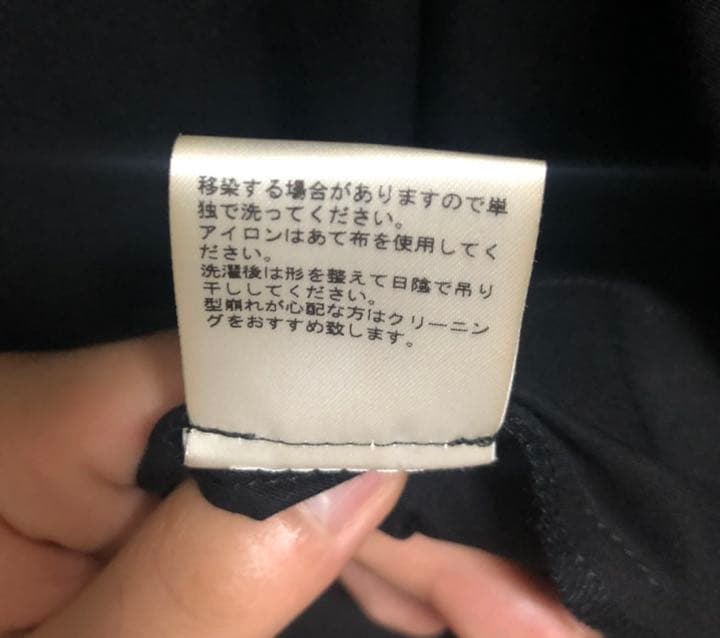 移染する場合がありますので単
独で洗ってください。
アイロンはあて布を使用してく
ださい。
洗濯後は形を整えて日陰で吊り
干ししてください。
型崩れが心配な方はクリーニン
グをおすすめ致します。